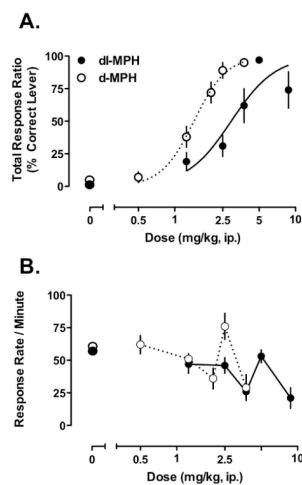 A.
dl-MPH
d-MPH
Total Response Ratio
(% Correct Lever)
100
75
50
25
0
0
0.5
1
2.5
5
10
Dose (mg/kg, ip.)
B.
Response Rate / Minute
100
75
50
25
0
0
0.5
1
2.5
5
10
Dose (mg/kg, ip.)